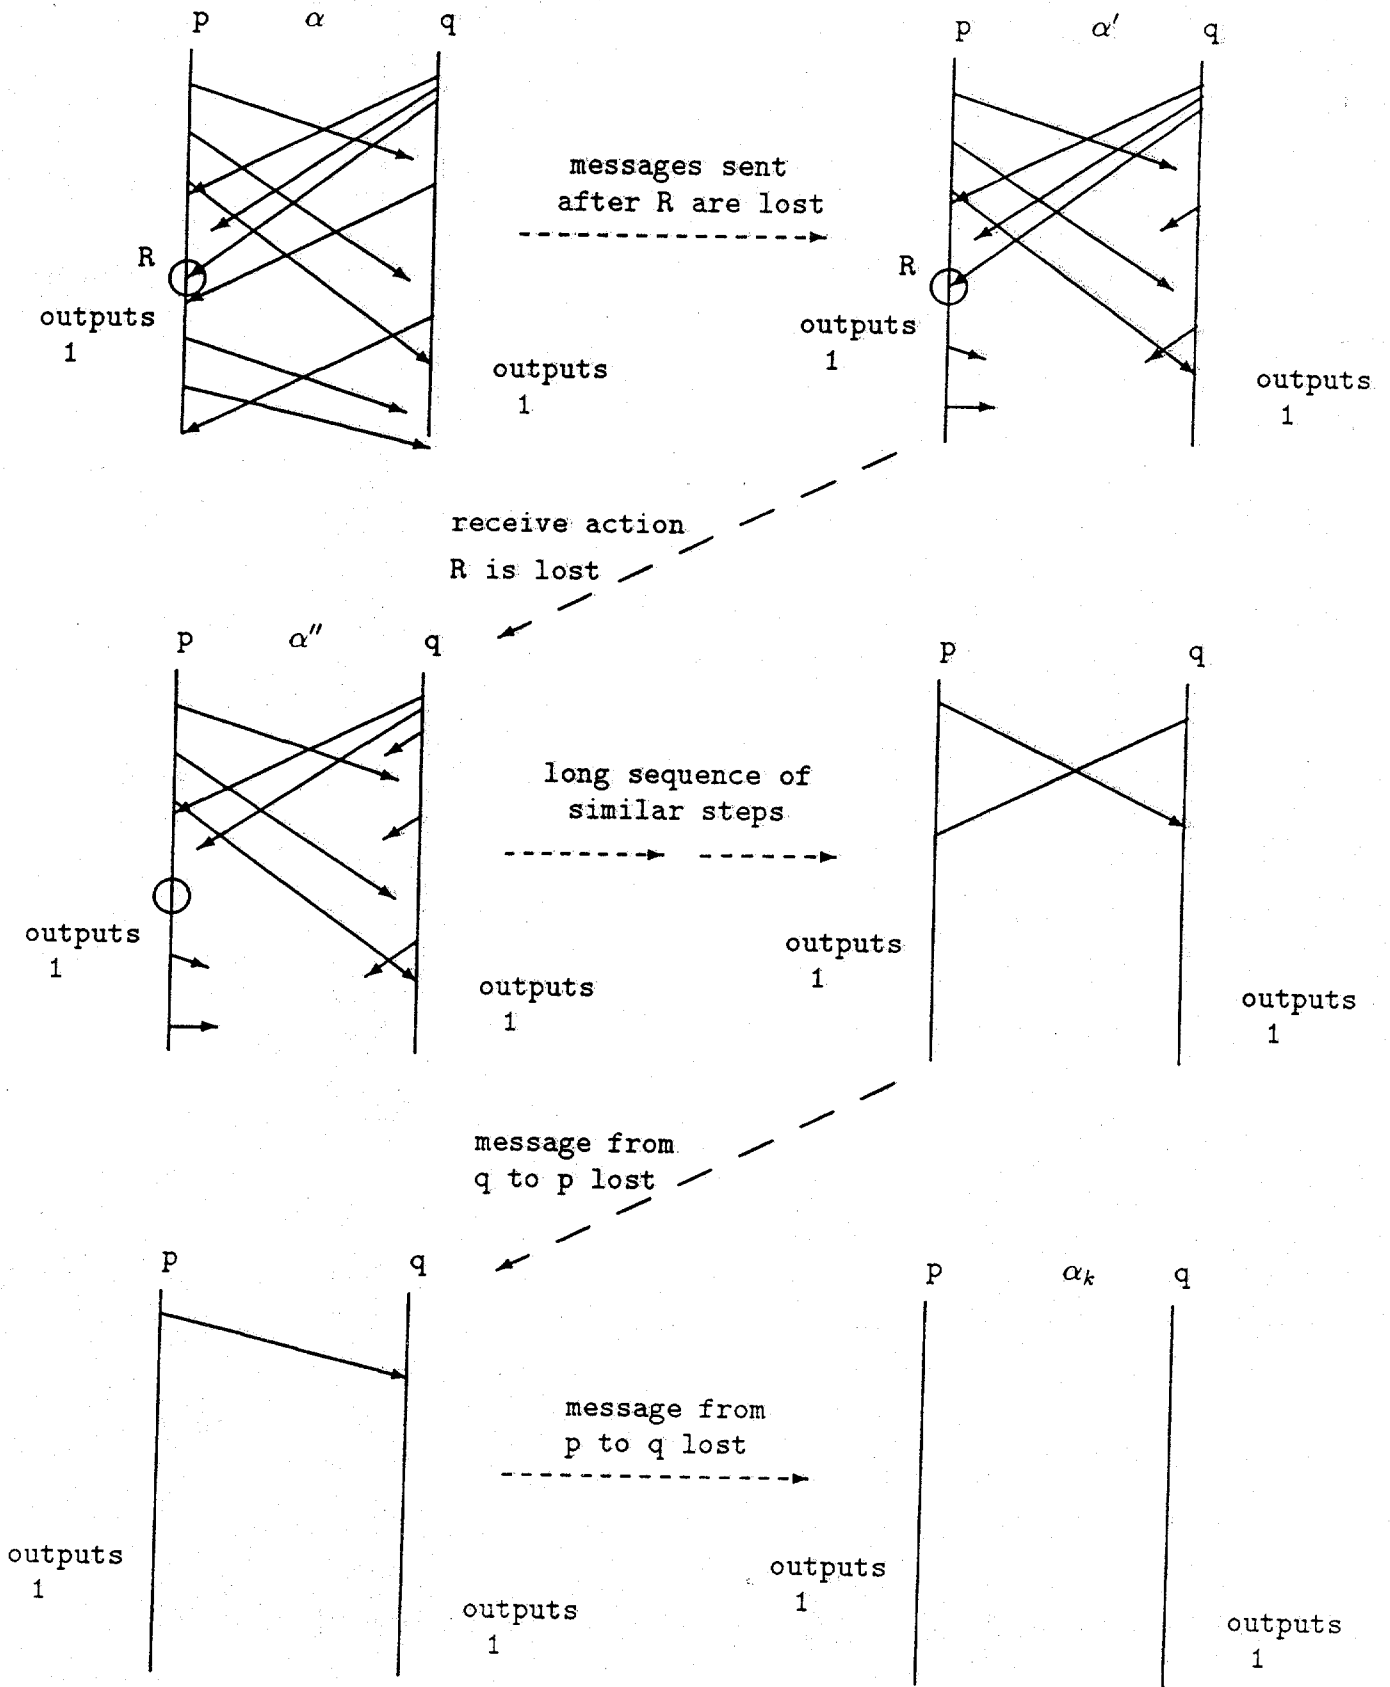 p α q
p α′ q
messages sent
after R are lost
R
outputs
1
outputs
1
R
outputs
1
outputs
1
receive action
R is lost
p α″ q
p q
long sequence of
similar steps
outputs
1
outputs
1
outputs
1
outputs
1
message from
q to p lost
p q
p αk q
message from
p to q lost
outputs
1
outputs
1
outputs
1
outputs
1